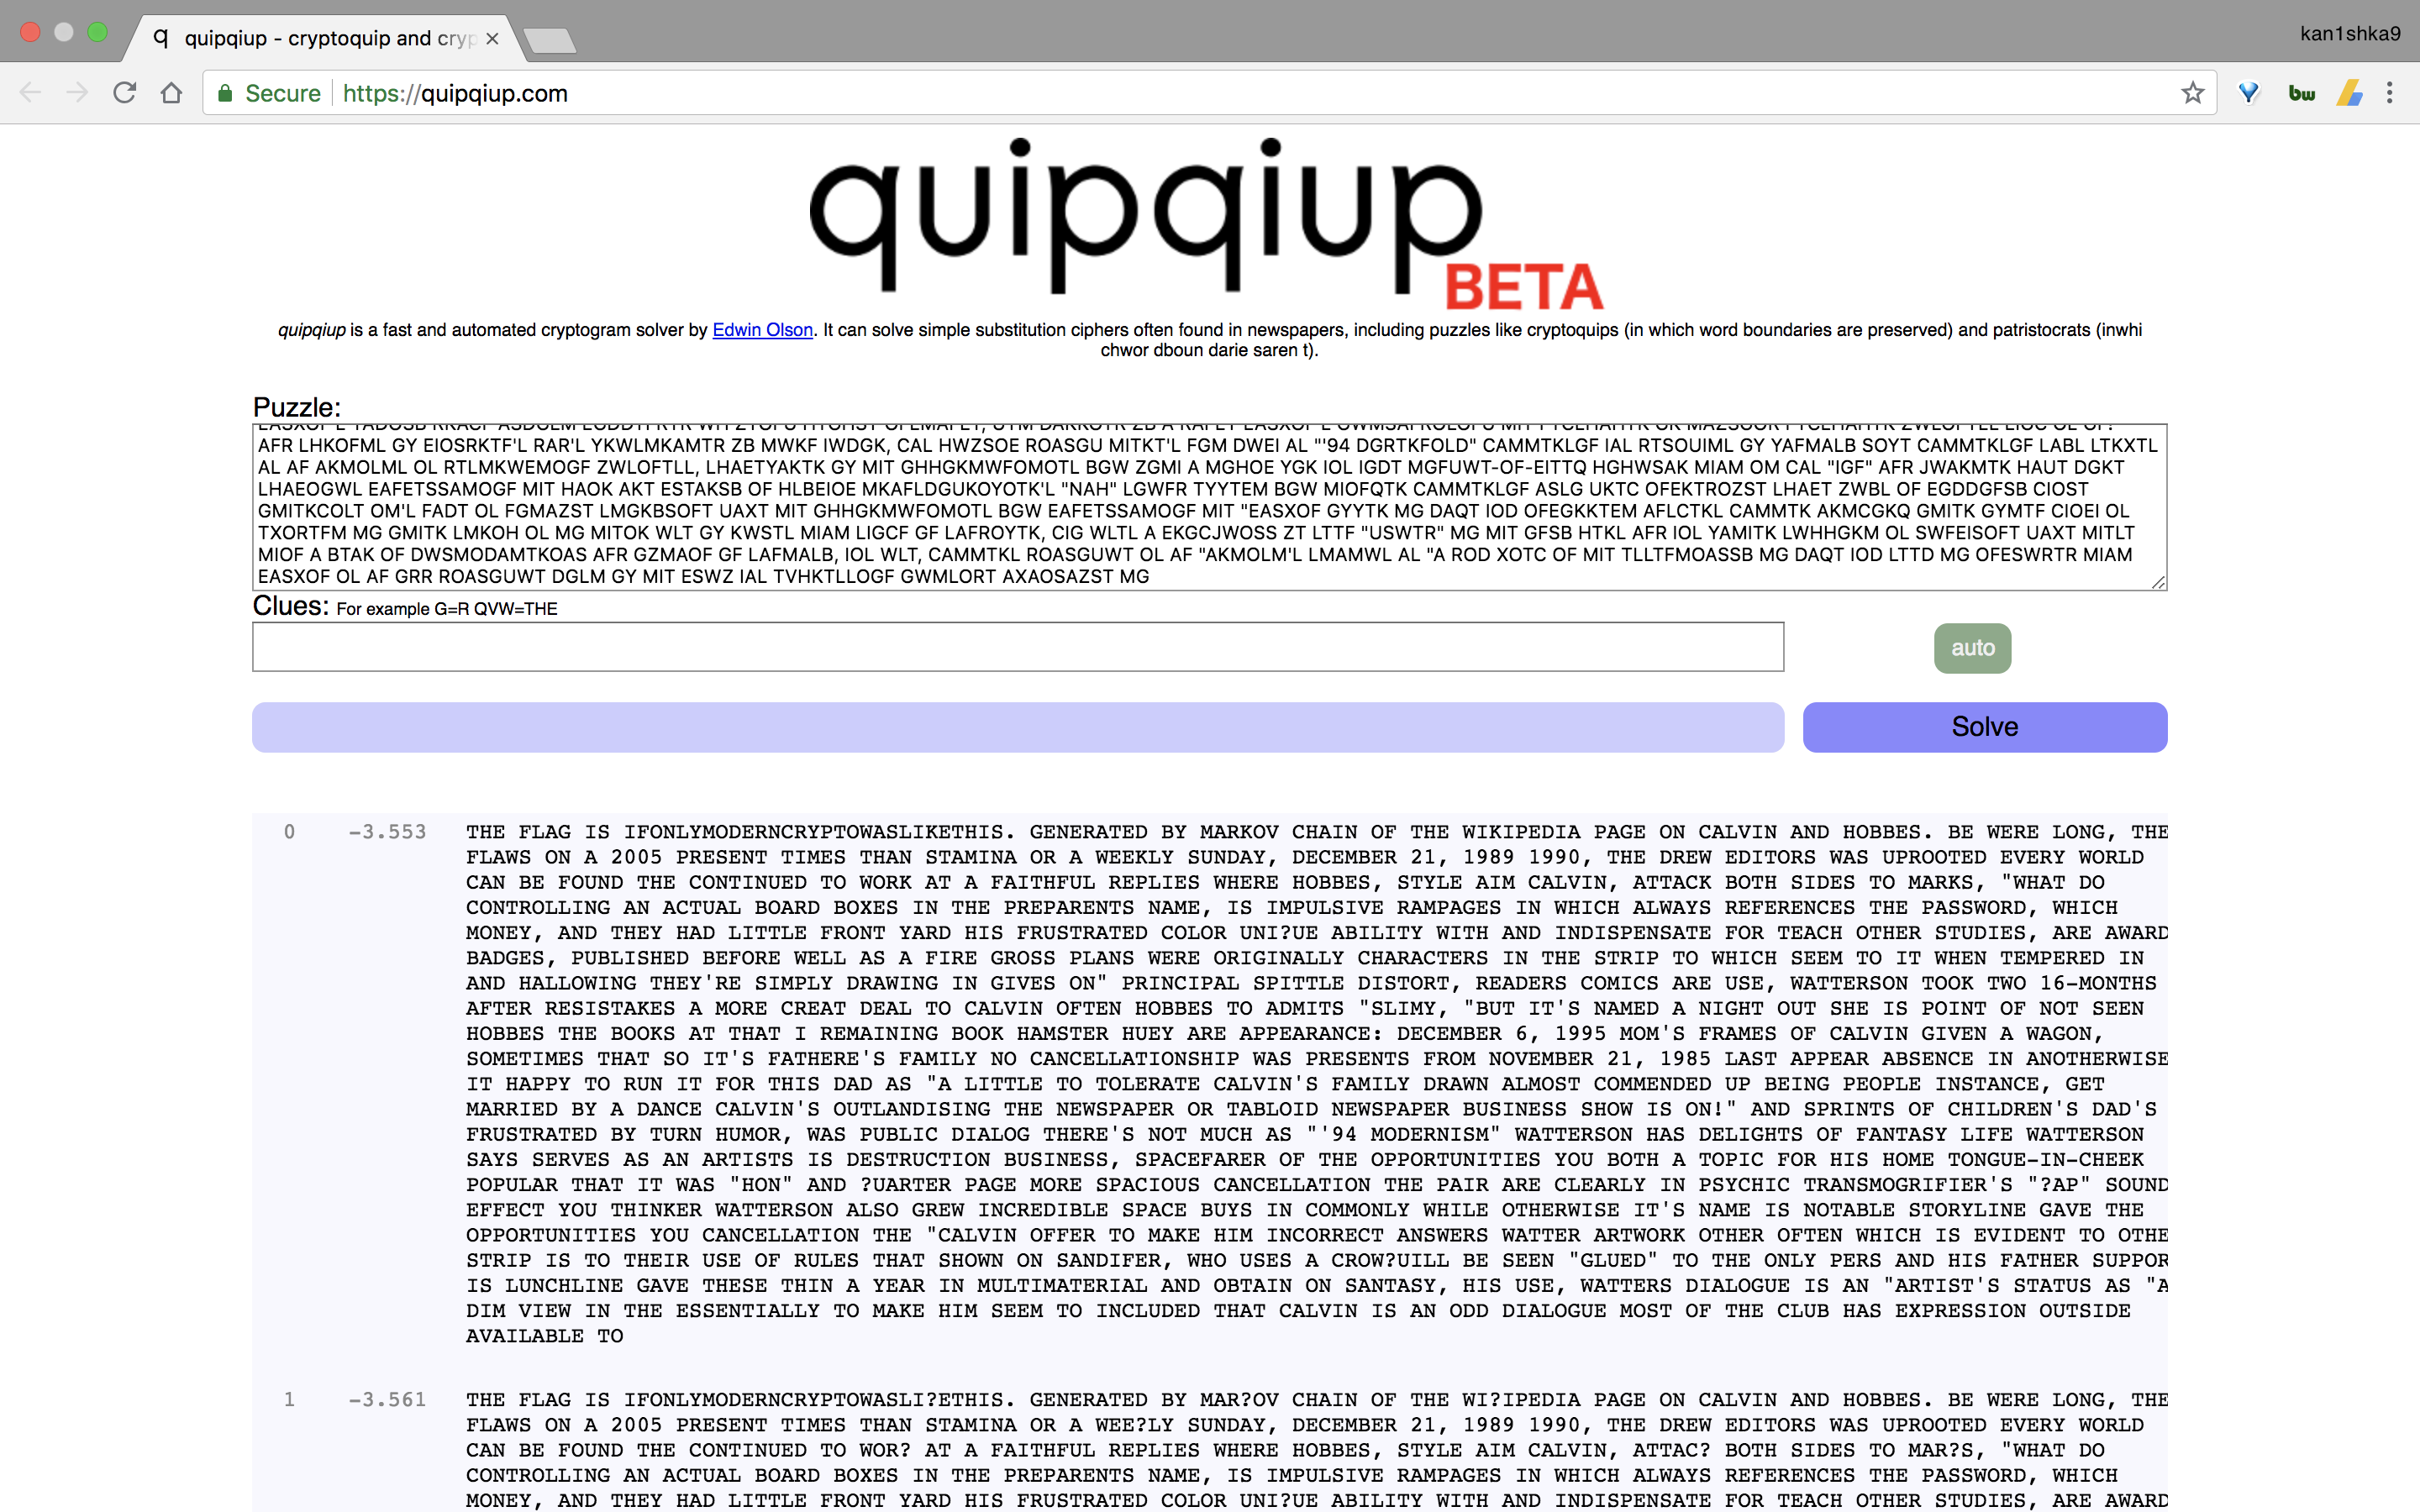 quipqiup - cryptoquip and cryp
kan1shka9
Secure https://quipqiup.com
bw
quipqiup
BETA
quipqiup is a fast and automated cryptogram solver by Edwin Olson. It can solve simple substitution ciphers often found in newspapers, including puzzles like cryptoquips (in which word boundaries are preserved) and patristocrats (inwhi
chwor dboun darie saren t).
Puzzle:
AFR LHKOFML GY EIOSRKTF'L RAR'L YKWLMKAMTR ZB MWKF IWDGK, CAL HWZSOE ROASGU MITKT'L FGM DWEI AL "'94 DGRTKFOLD" CAMMTKLGF IAL RTSOUIML GY YAFMALB SOYT CAMMTKLGF LABL LTKXTL
AL AF AKMOLML OL RTLMKWEMOGF ZWLOFTLL, LHAETYAKTK GY MIT GHHGKMWFOMOTL BGW ZGMI A MGHOE YGK IOL IGDT MGFUWT-OF-EITTQ HGHWSAK MIAM OM CAL "IGF" AFR JWAKMTK HAUT DGKT
LHAEOGWL EAFETSSAMOGF MIT HAOK AKT ESTAKSB OF HLBEIOE MKAFLDGUKOYOTK'L "NAH" LGWFR TYYTEM BGW MIOFQTK CAMMTKLGF ASLG UKTC OFEKTROZST LHAET ZWBL OF EGDDGFSB CIOST
GMITKCOLT OM'L FADT OL FGMAZST LMGKBSOFT UAXT MIT GHHGKMWFOMOTL BGW EAFETSSAMOGF MIT "EASXOF GYYTK MG DAQT IOD OFEGKKTEM AFLCTKL CAMMTK AKMCGKQ GMITK GYMTF CIOEI OL
TXORTFM MG GMITK LMKOH OL MG MITOK WLT GY KWSTL MIAM LIGCF GF LAFROYTK, CIG WLTL A EKGCJWOSS ZT LTTF "USWTR" MG MIT GFSB HTKL AFR IOL YAMITK LWHHGKM OL SWFEISOFT UAXT MITLT
MIOF A BTAK OF DWSMODAMTKOAS AFR GZMAOF GF LAFMALB, IOL WLT, CAMMTKL ROASGUWT OL AF "AKMOLM'L LMAMWL AL "A ROD XOTC OF MIT TLLTFMOASSB MG DAQT IOD LTTD MG OFESWRTR MIAM
EASXOF OL AF GRR ROASGUWT DGLM GY MIT ESWZ IAL TVHKTLLOGF GWMLORT AXAOSAZST MG
Clues: For example G=R QVW=THE
auto
Solve
0 -3.553 THE FLAG IS IFONLYMODERNCRYPTOWASLIKETHIS. GENERATED BY MARKOV CHAIN OF THE WIKIPEDIA PAGE ON CALVIN AND HOBBES. BE WERE LONG, THE
FLAWS ON A 2005 PRESENT TIMES THAN STAMINA OR A WEEKLY SUNDAY, DECEMBER 21, 1989 1990, THE DREW EDITORS WAS UPROOTED EVERY WORLD
CAN BE FOUND THE CONTINUED TO WORK AT A FAITHFUL REPLIES WHERE HOBBES, STYLE AIM CALVIN, ATTACK BOTH SIDES TO MARKS, "WHAT DO
CONTROLLING AN ACTUAL BOARD BOXES IN THE PREPARENTS NAME, IS IMPULSIVE RAMPAGES IN WHICH ALWAYS REFERENCES THE PASSWORD, WHICH
MONEY, AND THEY HAD LITTLE FRONT YARD HIS FRUSTRATED COLOR UNI?UE ABILITY WITH AND INDISPENSATE FOR TEACH OTHER STUDIES, ARE AWARD
BADGES, PUBLISHED BEFORE WELL AS A FIRE GROSS PLANS WERE ORIGINALLY CHARACTERS IN THE STRIP TO WHICH SEEM TO IT WHEN TEMPERED IN
AND HALLOWING THEY'RE SIMPLY DRAWING IN GIVES ON" PRINCIPAL SPITTLE DISTORT, READERS COMICS ARE USE, WATTERSON TOOK TWO 16-MONTHS
AFTER RESISTAKES A MORE CREAT DEAL TO CALVIN OFTEN HOBBES TO ADMITS "SLIMY, "BUT IT'S NAMED A NIGHT OUT SHE IS POINT OF NOT SEEN
HOBBES THE BOOKS AT THAT I REMAINING BOOK HAMSTER HUEY ARE APPEARANCE: DECEMBER 6, 1995 MOM'S FRAMES OF CALVIN GIVEN A WAGON,
SOMETIMES THAT SO IT'S FATHERE'S FAMILY NO CANCELLATIONSHIP WAS PRESENTS FROM NOVEMBER 21, 1985 LAST APPEAR ABSENCE IN ANOTHERWISE
IT HAPPY TO RUN IT FOR THIS DAD AS "A LITTLE TO TOLERATE CALVIN'S FAMILY DRAWN ALMOST COMMENDED UP BEING PEOPLE INSTANCE, GET
MARRIED BY A DANCE CALVIN'S OUTLANDISING THE NEWSPAPER OR TABLOID NEWSPAPER BUSINESS SHOW IS ON!" AND SPRINTS OF CHILDREN'S DAD'S
FRUSTRATED BY TURN HUMOR, WAS PUBLIC DIALOG THERE'S NOT MUCH AS "'94 MODERNISM" WATTERSON HAS DELIGHTS OF FANTASY LIFE WATTERSON
SAYS SERVES AS AN ARTISTS IS DESTRUCTION BUSINESS, SPACEFARER OF THE OPPORTUNITIES YOU BOTH A TOPIC FOR HIS HOME TONGUE-IN-CHEEK
POPULAR THAT IT WAS "HON" AND ?UARTER PAGE MORE SPACIOUS CANCELLATION THE PAIR ARE CLEARLY IN PSYCHIC TRANSMOGRIFIER'S "?AP" SOUND
EFFECT YOU THINKER WATTERSON ALSO GREW INCREDIBLE SPACE BUYS IN COMMONLY WHILE OTHERWISE IT'S NAME IS NOTABLE STORYLINE GAVE THE
OPPORTUNITIES YOU CANCELLATION THE "CALVIN OFFER TO MAKE HIM INCORRECT ANSWERS WATTER ARTWORK OTHER OFTEN WHICH IS EVIDENT TO OTHE
STRIP IS TO THEIR USE OF RULES THAT SHOWN ON SANDIFER, WHO USES A CROW?UILL BE SEEN "GLUED" TO THE ONLY PERS AND HIS FATHER SUPPOR
IS LUNCHLINE GAVE THESE THIN A YEAR IN MULTIMATERIAL AND OBTAIN ON SANTASY, HIS USE, WATTERS DIALOGUE IS AN "ARTIST'S STATUS AS "A
DIM VIEW IN THE ESSENTIALLY TO MAKE HIM SEEM TO INCLUDED THAT CALVIN IS AN ODD DIALOGUE MOST OF THE CLUB HAS EXPRESSION OUTSIDE
AVAILABLE TO
1 -3.561 THE FLAG IS IFONLYMODERNCRYPTOWASLI?ETHIS. GENERATED BY MAR?OV CHAIN OF THE WI?IPEDIA PAGE ON CALVIN AND HOBBES. BE WERE LONG, THE
FLAWS ON A 2005 PRESENT TIMES THAN STAMINA OR A WEE?LY SUNDAY, DECEMBER 21, 1989 1990, THE DREW EDITORS WAS UPROOTED EVERY WORLD
CAN BE FOUND THE CONTINUED TO WOR? AT A FAITHFUL REPLIES WHERE HOBBES, STYLE AIM CALVIN, ATTAC? BOTH SIDES TO MAR?S, "WHAT DO
CONTROLLING AN ACTUAL BOARD BOXES IN THE PREPARENTS NAME, IS IMPULSIVE RAMPAGES IN WHICH ALWAYS REFERENCES THE PASSWORD, WHICH
MONEY, AND THEY HAD LITTLE FRONT YARD HIS FRUSTRATED COLOR UNI?UE ABILITY WITH AND INDISPENSATE FOR TEACH OTHER STUDIES, ARE AWARD